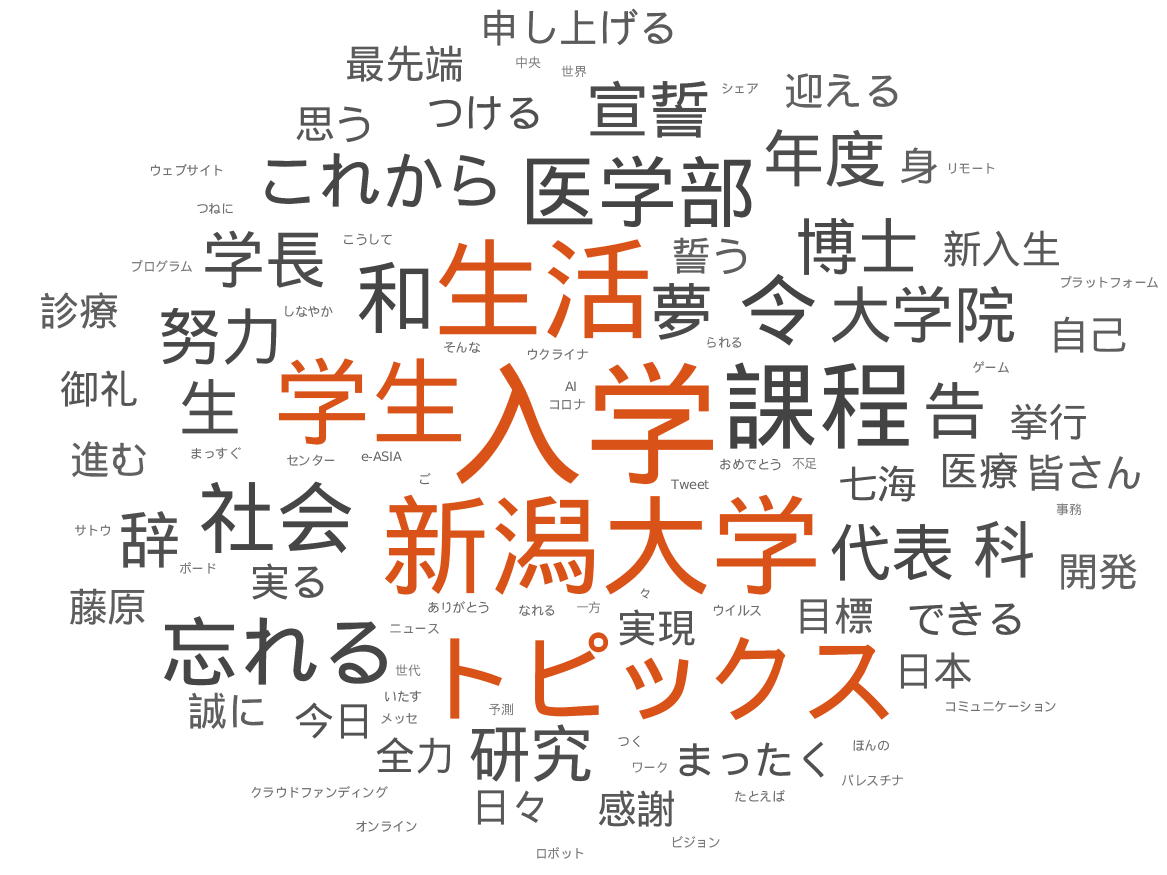 申し上げる
最先端
中央
世界
シェア
迎える
思う
つける
宣誓
年度
身
リモート
ウェブサイト
これから
医学部
つねに
学長
こうして
誓う
博士
新入生
プログラム
和
生活
夢
令
大学院
プラットフォーム
診療
努力
しなやか
自己
そんな
ウクライナ
られる
ゲーム
御礼
生
学生
入学
AI
コロナ
課程
告
挙行
進む
まっすぐ
センター
e-ASIA
ご
Tweet
おめでとう
不足
七海
医療
皆さん
サトウ
辞
社会
新潟大学
代表
科
事務
開発
ボード
実る
藤原
ありがとう
なれる
一方
々
実現
ウイルス
目標
できる
忘れる
ニュース
トピックス
世代
日本
誠に
今日
いたす
メッセ
予測
コミュニケーション
全力
研究
つく
ワーク
まったく
ほんの
パレスチナ
クラウドファンディング
日々
感謝
たとえば
オンライン
ロボット
ビジョン